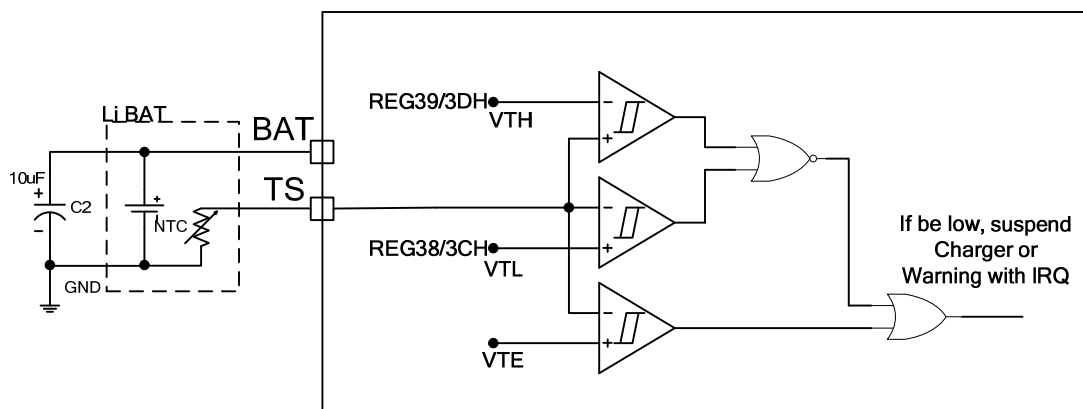 REG39/3DH
VTH
Li BAT
BAT
10uF
+
C2
-
+
NTC
TS
GND
-
+
-
+
-
+
REG38/3CH
VTL
VTE
If be low, suspend
Charger or
Warning with IRQ